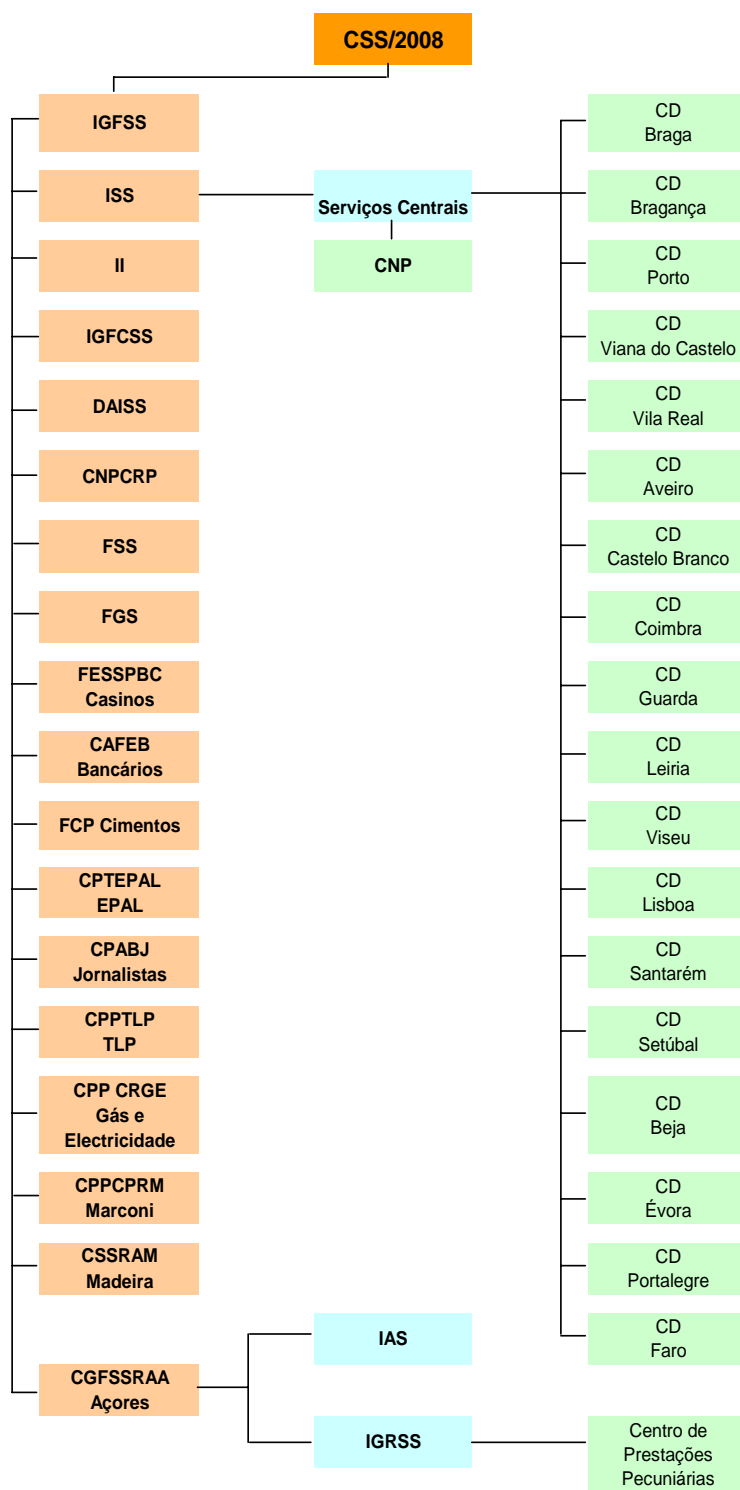 CSS/2008
IGFSS
ISS
II
IGFCSS
DAISS
CNPCRP
FSS
FGS
FESSPBC
Casinos
CAFEB
Bancários
FCP Cimentos
CPTEPAL
EPAL
CPABJ
Jornalistas
CPPTLP
TLP
CPP CRGE
Gás e
Electricidade
CPPCPRM
Marconi
CSSRAM
Madeira
CGFSSRAA
Açores
Serviços Centrais
CNP
IAS
IGRSS
CD
Braga
CD
Bragança
CD
Porto
CD
Viana do Castelo
CD
Vila Real
CD
Aveiro
CD
Castelo Branco
CD
Coimbra
CD
Guarda
CD
Leiria
CD
Viseu
CD
Lisboa
CD
Santarém
CD
Setúbal
CD
Beja
CD
Évora
CD
Portalegre
CD
Faro
Centro de
Prestações
Pecuniárias